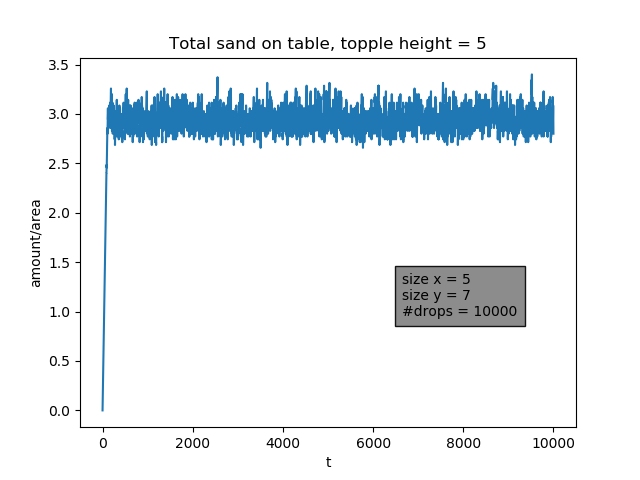 Total sand on table, topple height = 5
3.5
3.0
2.5
2.0
1.5
1.0
0.5
0.0
amount/area
size x = 5
size y = 7
#drops = 10000
0 2000 4000 6000 8000 10000
t